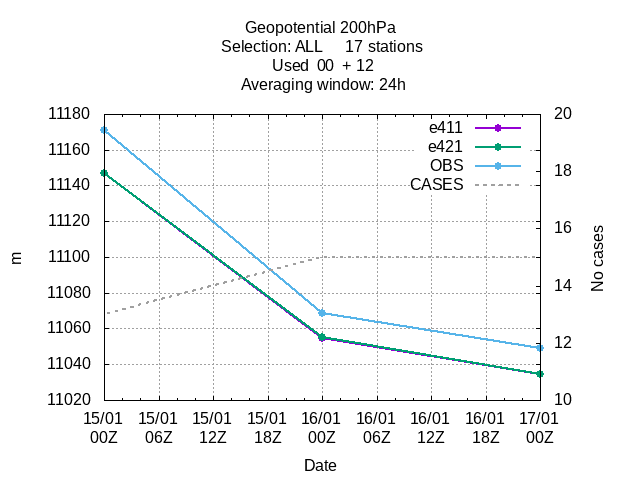 Geopotential 200hPa
Selection: ALL     17 stations
Used  00  + 12
Averaging window: 24h
11180
11160
11140
11120
11100
11080
11060
11040
11020
m
20
18
16
14
12
10
No cases
e411
e421
OBS
CASES
15/01 15/01 15/01 15/01 16/01 16/01 16/01 16/01 17/01
00Z 06Z 12Z 18Z 00Z 06Z 12Z 18Z 00Z
Date